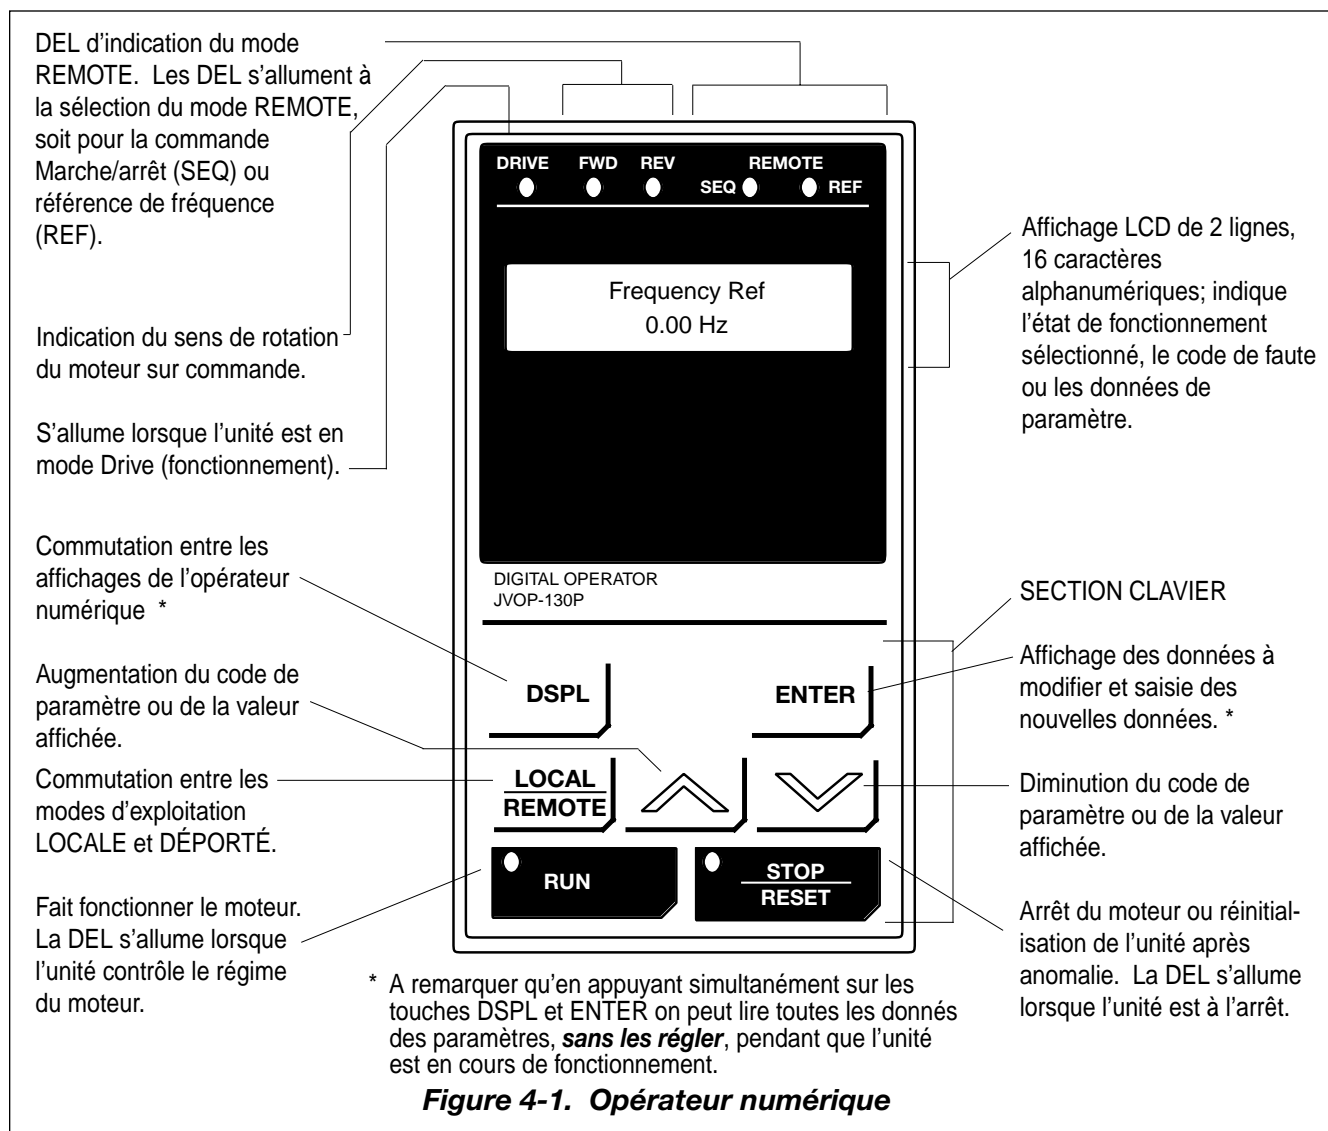 DEL d'indication du mode
REMOTE. Les DEL s'allument à
la sélection du mode REMOTE,
soit pour la commande
Marche/arrêt (SEQ) ou
référence de fréquence
(REF).
Indication du sens de rotation
du moteur sur commande.
S'allume lorsque l'unité est en
mode Drive (fonctionnement).
Commutation entre les
affichages de l'opérateur
numérique *
Augmentation du code de
paramètre ou de la valeur
affichée.
Commutation entre les
modes d'exploitation
LOCALE et DÉPORTÉ.
Fait fonctionner le moteur.
La DEL s'allume lorsque
l'unité contrôle le régime
du moteur.
DRIVE FWD REV REMOTE
SEQ REF
Frequency Ref
0.00 Hz
DIGITAL OPERATOR
JVOP-130P
DSPL ENTER
LOCAL
REMOTE
RUN
STOP
RESET
Affichage LCD de 2 lignes,
16 caractères
alphanumériques; indique
l'état de fonctionnement
sélectionné, le code de faute
ou les données de
paramètre.
SECTION CLAVIER
Affichage des données à
modifier et saisie des
nouvelles données. *
Diminution du code de
paramètre ou de la valeur
affichée.
Arrêt du moteur ou réinitial-
isation de l'unité après
anomalie. La DEL s'allume
lorsque l'unité est à l'arrêt.
* A remarquer qu'en appuyant simultanément sur les
touches DSPL et ENTER on peut lire toutes les donnés
des paramètres, sans les régler, pendant que l'unité
est en cours de fonctionnement.
Figure 4-1. Opérateur numérique